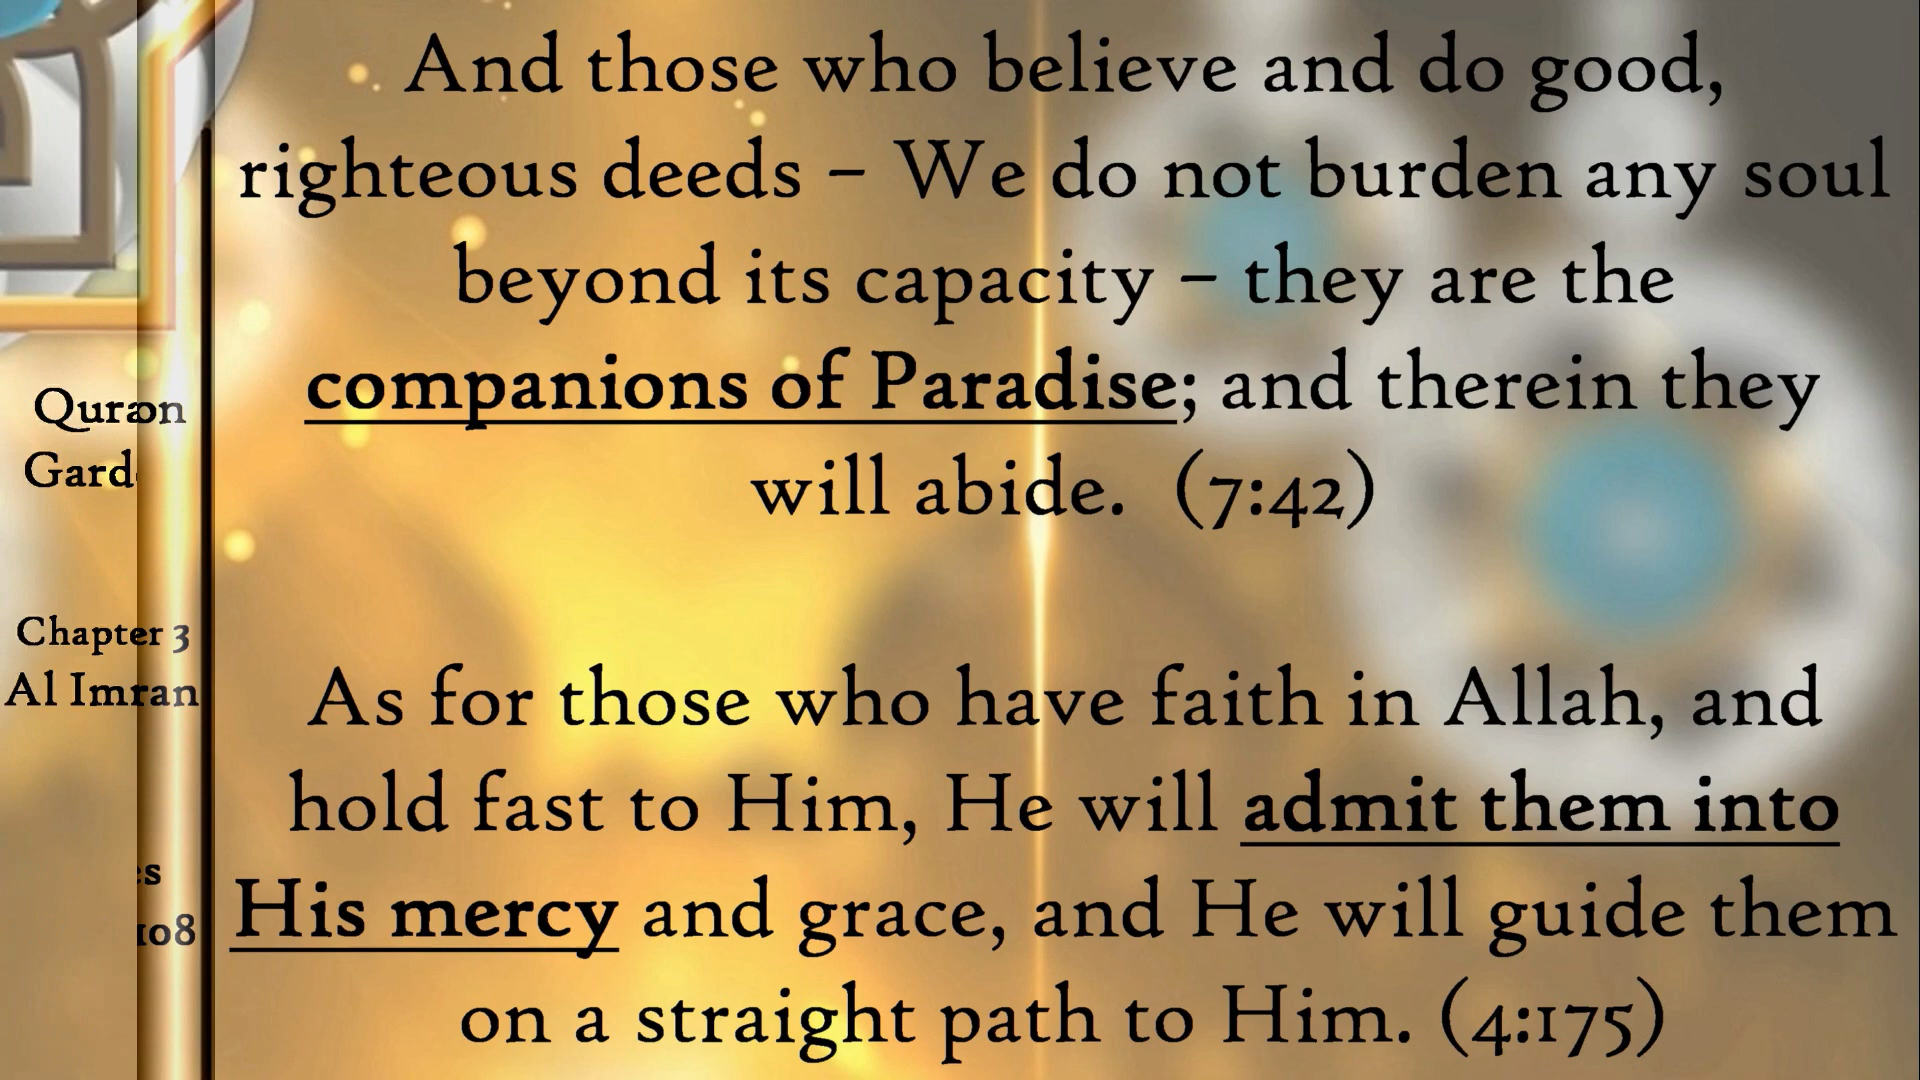 Quran
Chapter 3
Al Imran
And those who believe and do good,
righteous deeds – We do not burden any soul
beyond its capacity – they are the
companions of Paradise; and therein they
will abide. (7:42)
As for those who have faith in Allah, and
hold fast to Him, He will admit them into
His mercy and grace, and He will guide them
on a straight path to Him. (4:175)